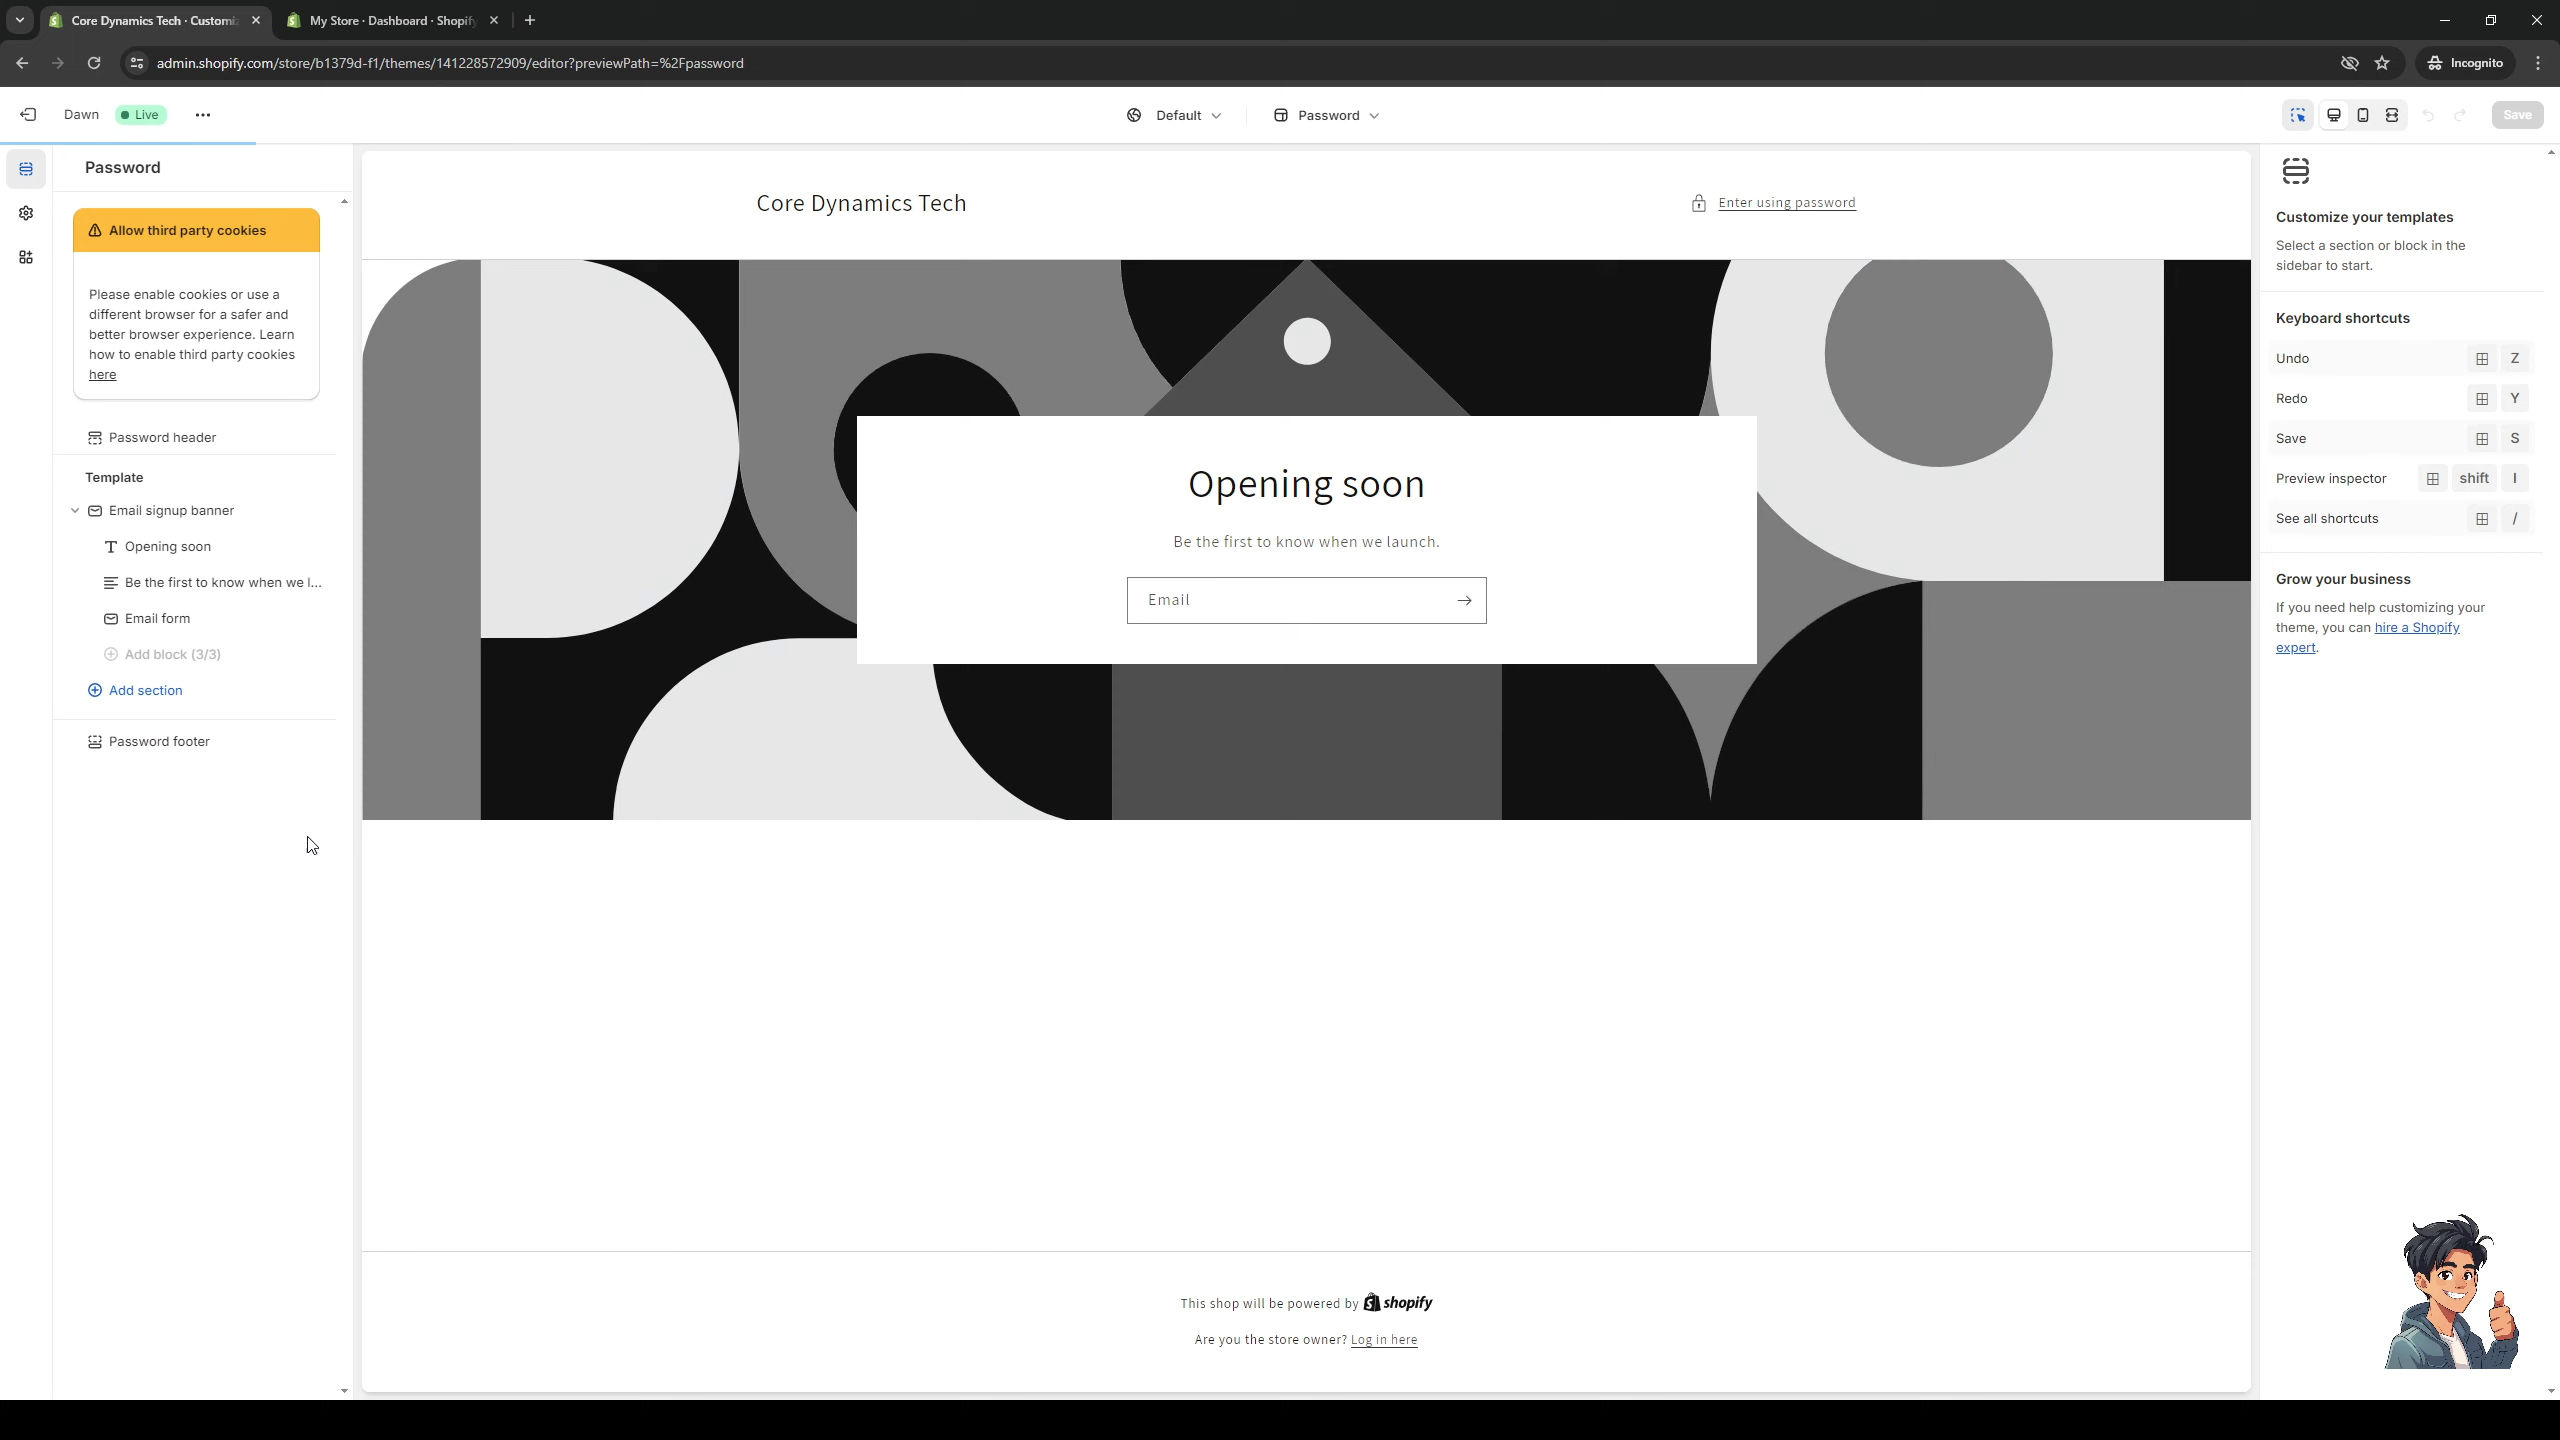 Core Dynamics Tech · Customi
My Store · Dashboard · Shopif
admin.shopify.com/store/b1379d-f1/themes/141228572909/editor?previewPath=%2Fpassword
Incognito
Dawn
Live
Default
Password
Save
Password
Allow third party cookies
Please enable cookies or use a
different browser for a safer and
better browser experience. Learn
how to enable third party cookies
here
Password header
Template
Email signup banner
Opening soon
Be the first to know when we l...
Email form
Add block (3/3)
Add section
Password footer
Core Dynamics Tech
Enter using password
Opening soon
Be the first to know when we launch.
Email
This shop will be powered by shopify
Are you the store owner? Log in here
Customize your templates
Select a section or block in the
sidebar to start.
Keyboard shortcuts
Undo Z
Redo Y
Save S
Preview inspector shift I
See all shortcuts /
Grow your business
If you need help customizing your
theme, you can hire a Shopify
expert.